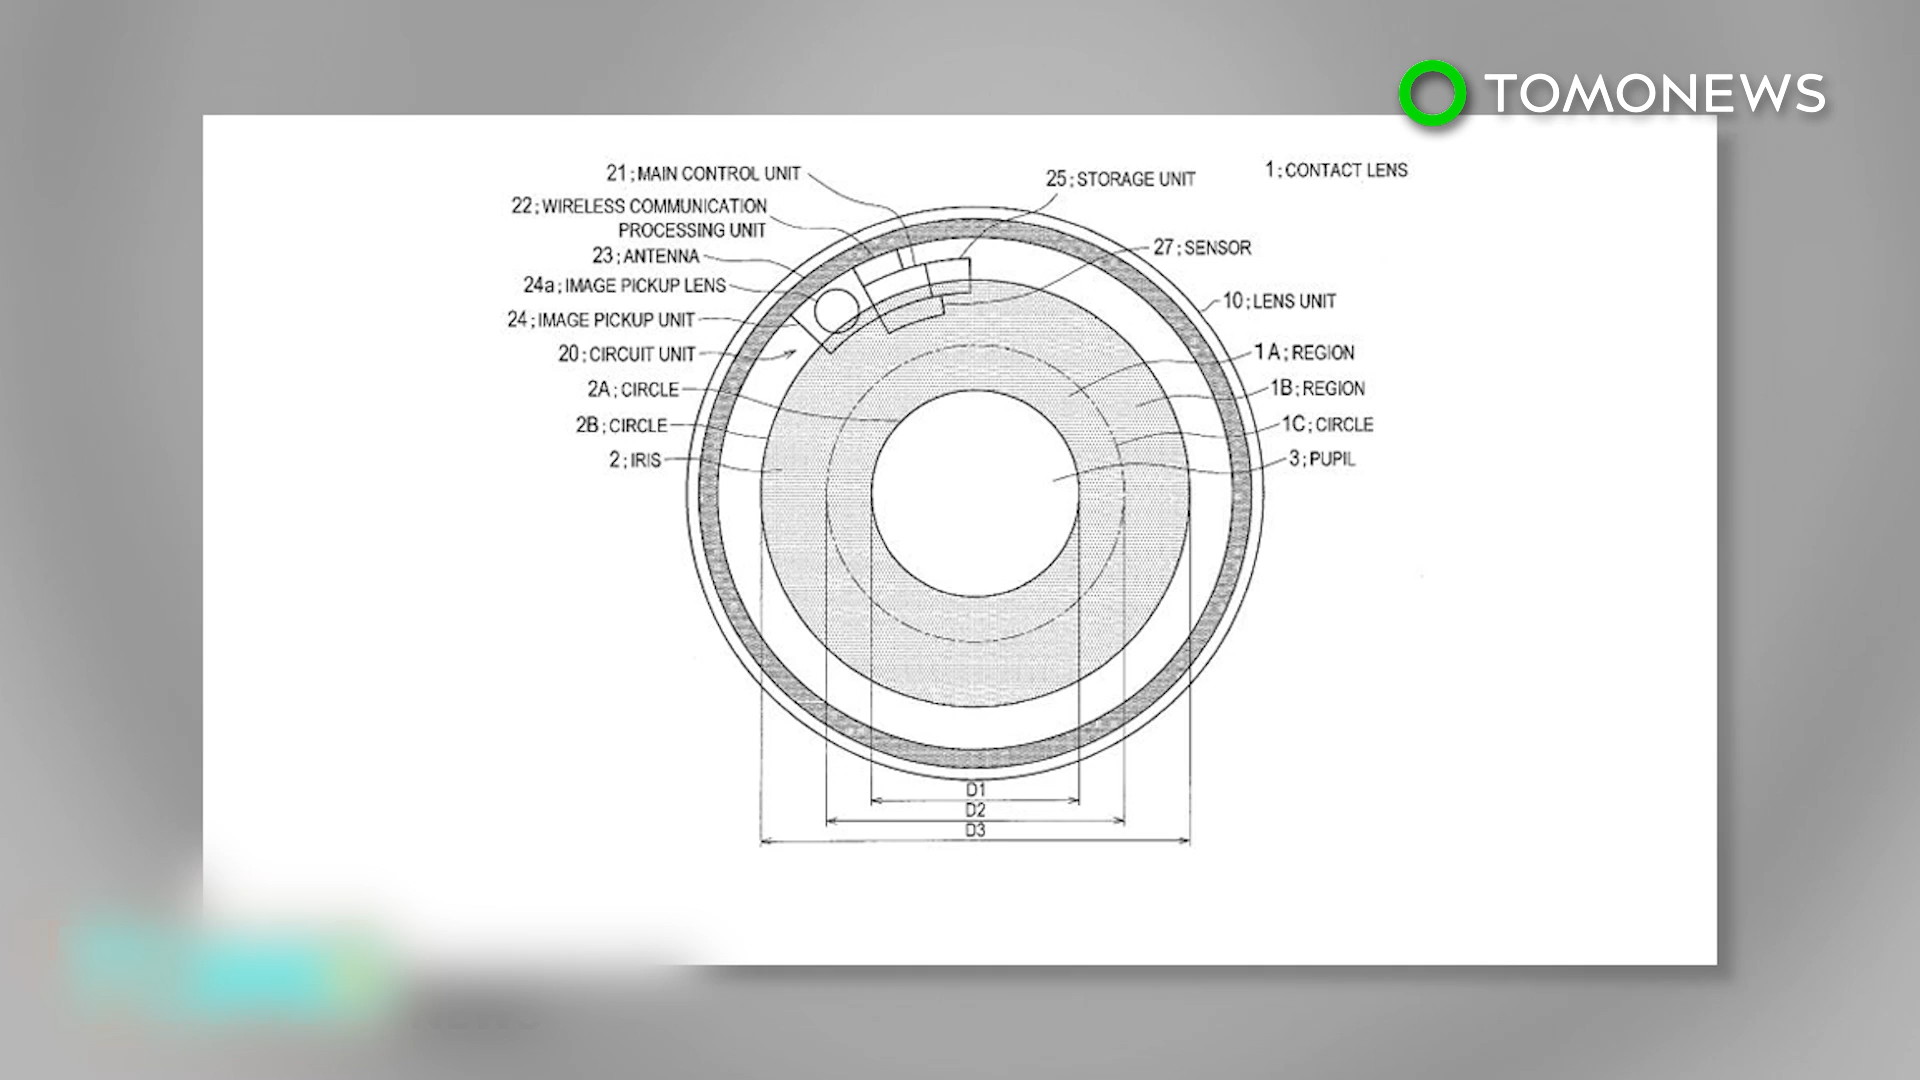 TOMONEWS
21; MAIN CONTROL UNIT
22; WIRELESS COMMUNICATION
PROCESSING UNIT
23; ANTENNA
24a; IMAGE PICKUP LENS
24; IMAGE PICKUP UNIT
20; CIRCUIT UNIT
2A; CIRCLE
2B; CIRCLE
2; IRIS
25; STORAGE UNIT
1; CONTACT LENS
27; SENSOR
10; LENS UNIT
1A; REGION
1B; REGION
1C; CIRCLE
3; PUPIL
D1
D2
D3